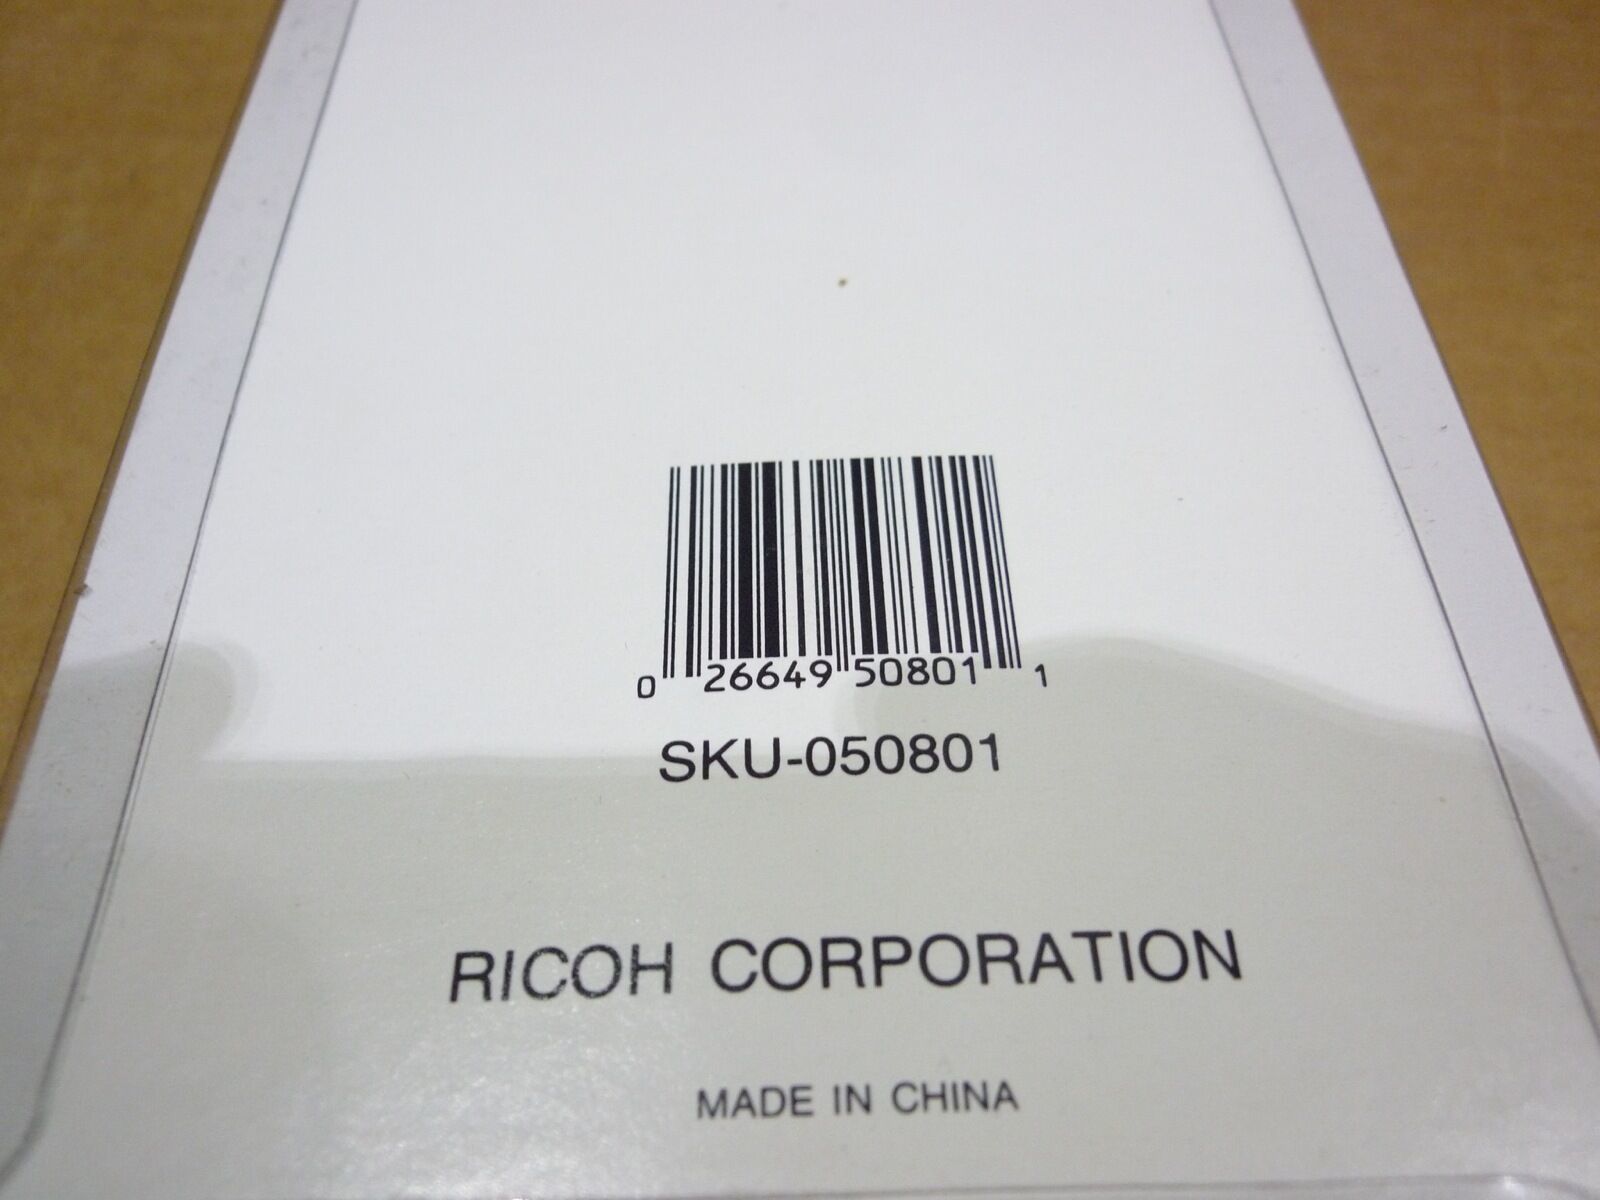 0 26649 50801 1
SKU-050801
RICOH CORPORATION
MADE IN CHINA